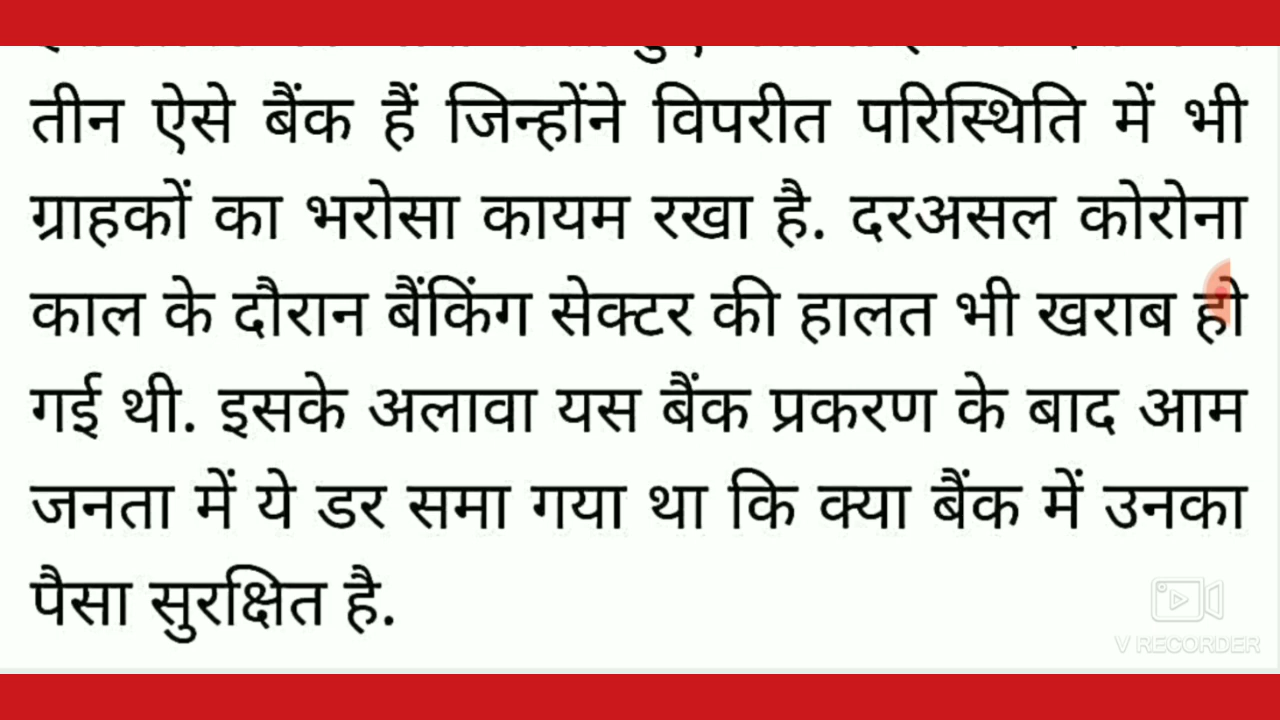 तीन ऐसे बैंक हैं जिन्होंने विपरीत परिस्थिति में भी
ग्राहकों का भरोसा कायम रखा है. दरअसल कोरोना
काल के दौरान बैंकिंग सेक्टर की हालत भी खराब हो
गई थी. इसके अलावा यस बैंक प्रकरण के बाद आम
जनता में ये डर समा गया था कि क्या बैंक में उनका
पैसा सुरक्षित है.
V RECORDER